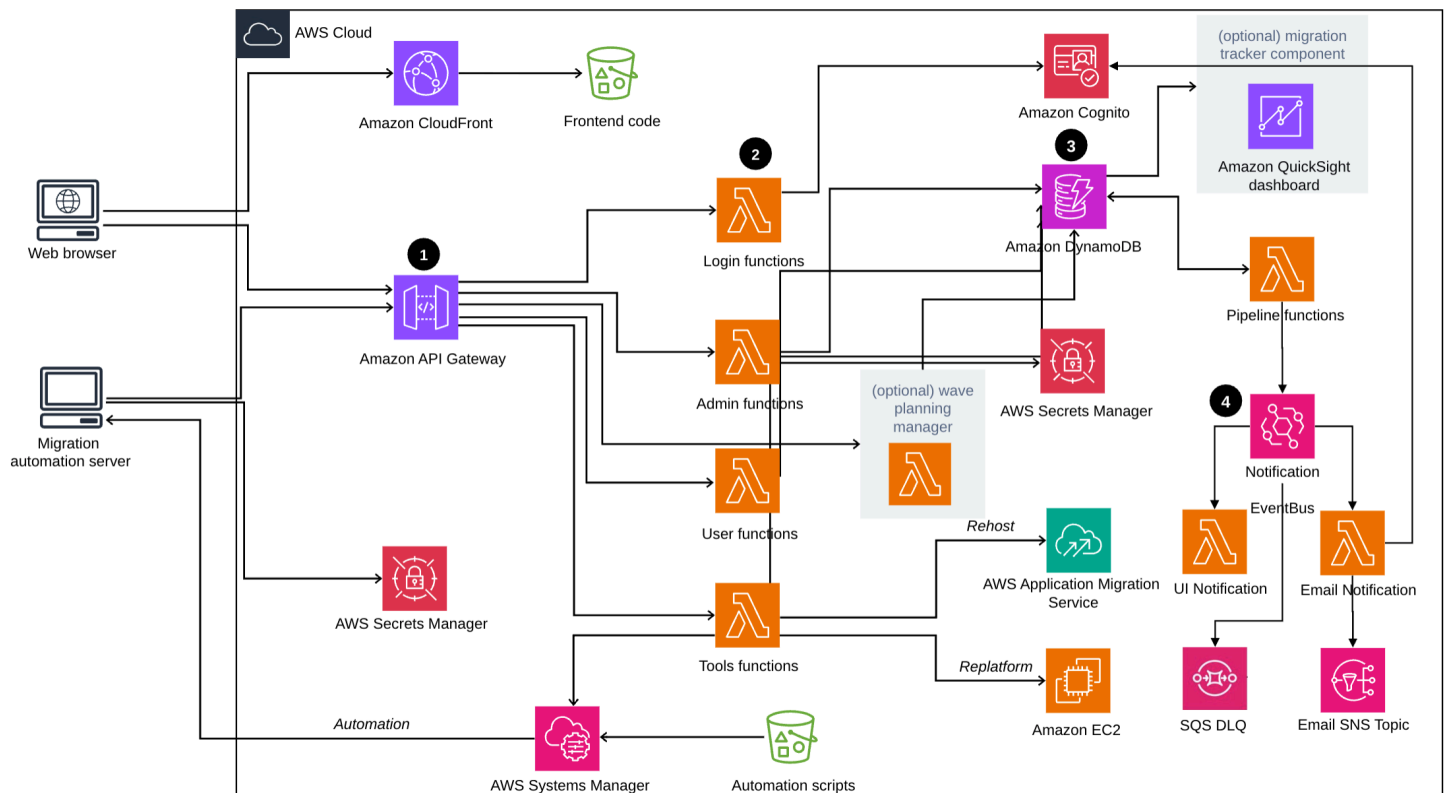 AWS Cloud
(optional) migration
tracker component
Amazon CloudFront
Frontend code
Amazon Cognito
2
3
Amazon QuickSight
dashboard
Web browser
1
Login functions
Amazon DynamoDB
Pipeline functions
Amazon API Gateway
Admin functions
(optional) wave
planning
manager
AWS Secrets Manager
4
Migration
automation server
Notification
EventBus
User functions
Rehost
AWS Application Migration
Service
UI Notification
Email Notification
AWS Secrets Manager
Tools functions
Replatform
Amazon EC2
SQS DLQ
Email SNS Topic
Automation
AWS Systems Manager
Automation scripts